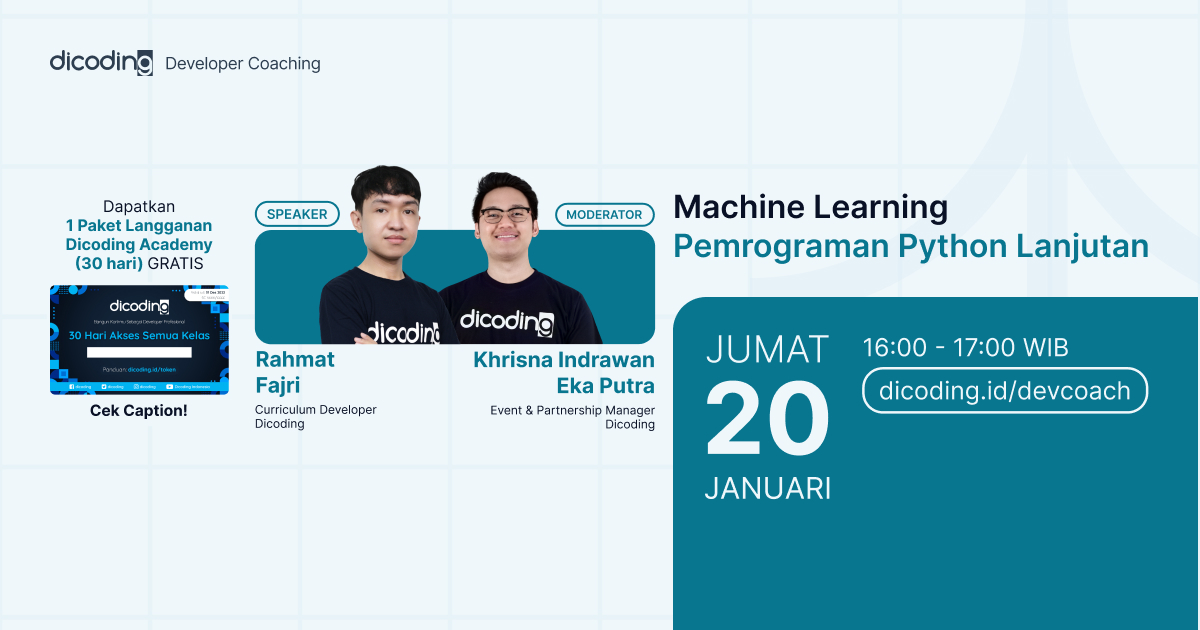 dicoding Developer Coaching
Dapatkan
1 Paket Langganan
Dicoding Academy
(30 hari) GRATIS
dicoding
30 Hari Akses Semua Kelas
Panduan: dicoding.id/token
Cek Caption!
SPEAKER
MODERATOR
dicoding
dicoding
Rahmat
Fajri
Curriculum Developer
Dicoding
Khrisna Indrawan
Eka Putra
Event & Partnership Manager
Dicoding
Machine Learning
Pemrograman Python Lanjutan
JUMAT
20
JANUARI
16:00 - 17:00 WIB
dicoding.id/devcoach